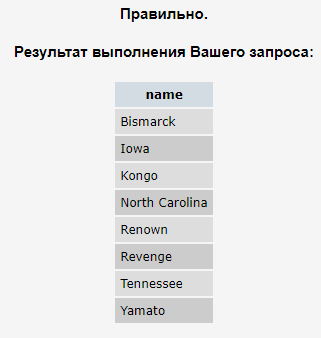 Правильно.
Результат выполнения Вашего запроса:
name
Bismarck
Iowa
Kongo
North Carolina
Renown
Revenge
Tennessee
Yamato